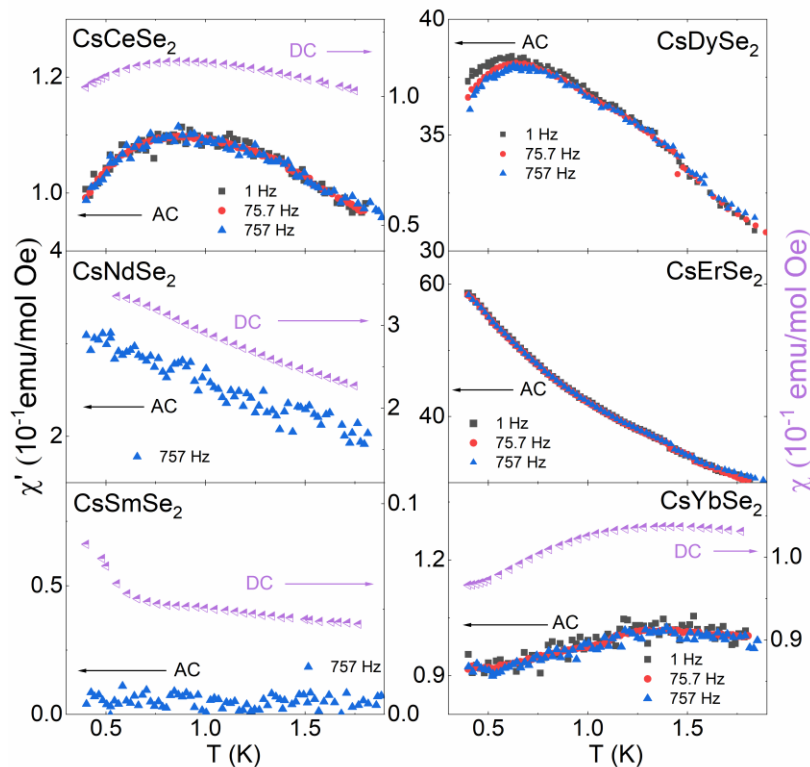 CsCeSe2
DC
1.2
1.0
1.0
0.5
1 Hz
75.7 Hz
757 Hz
AC
40
AC
CsDySe2
35
1 Hz
75.7 Hz
757 Hz
30
4
CsNdSe2
DC
3
AC
2
2
757 Hz
60
CsErSe2
AC
40
1 Hz
75.7 Hz
757 Hz
CsSmSe2
0.1
0.5
DC
AC
757 Hz
0.0
0.0
0.5
1.0
1.5
T (K)
CsYbSe2
1.2
DC
1.0
AC
0.9
0.9
1 Hz
75.7 Hz
757 Hz
0.5
1.0
1.5
T (K)
χ' (10⁻¹ emu/mol Oe)
χ (10⁻¹ emu/mol Oe)